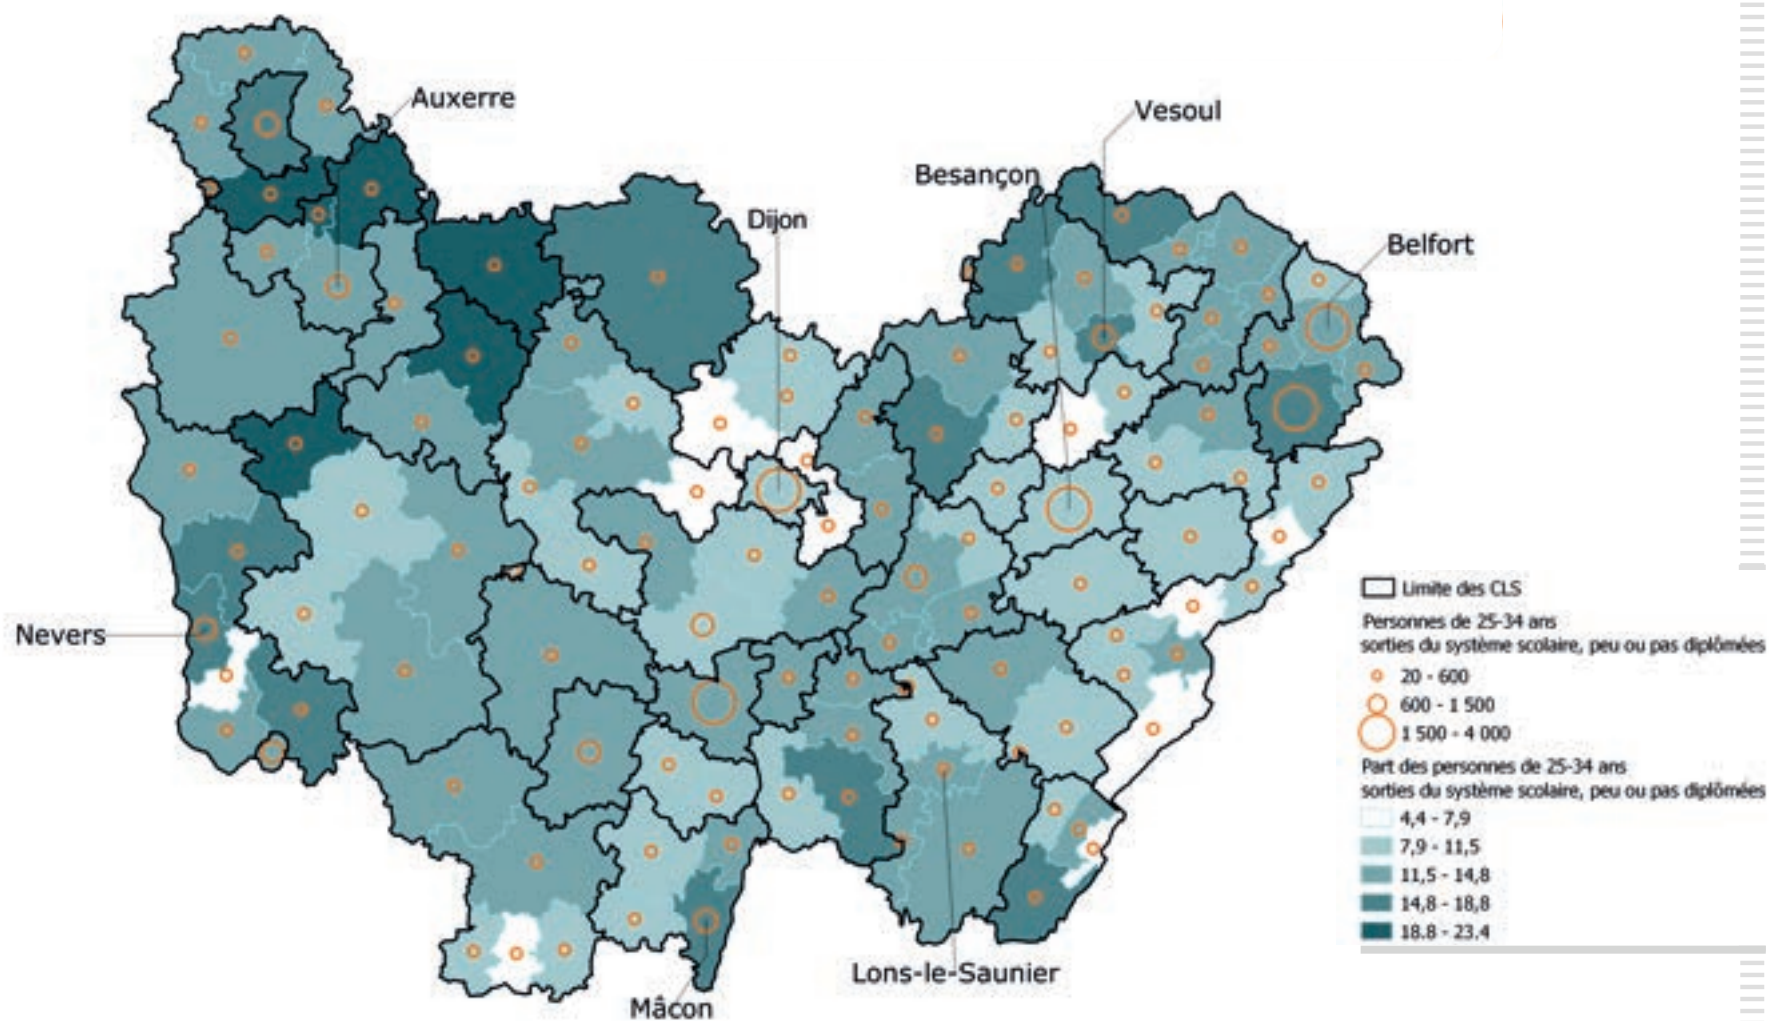 Auxerre
Vesoul
Besançon
Dijon
Belfort
Nevers
Lons-le-Saunier
Mâcon
Limite des CLS
Personnes de 25-34 ans
sorties du système scolaire, peu ou pas diplômées
20 - 600
600 - 1 500
1 500 - 4 000
Part des personnes de 25-34 ans
sorties du système scolaire, peu ou pas diplômées
4,4 - 7,9
7,9 - 11,5
11,5 - 14,8
14,8 - 18,8
18.8 - 23.4